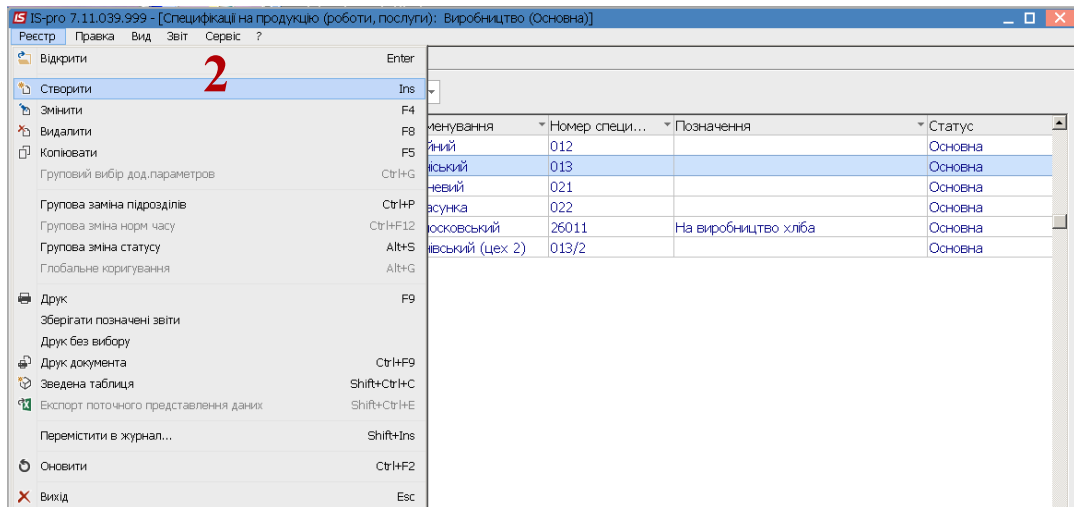 IS-pro 7.11.039.999 - [Специфікації на продукцію (роботи, послуги): Виробництво (Основна)]
Реєстр Правка Вид Звіт Сервіс ?
Відкрити Enter
2
Створити Ins
Змінити F4
Видалити F8
Копіювати F5
Груповий вибір дод.параметров Ctrl+G
Групова заміна підрозділів Ctrl+P
Групова зміна норм часу Ctrl+F12
Групова зміна статусу Alt+S
Глобальне коригування Alt+G
Друк F9
Зберігати позначені звіти
Друк без вибору
Друк документа Ctrl+F9
Зведена таблиця Shift+Ctrl+C
Експорт поточного представлення даних Shift+Ctrl+E
Перемістити в журнал... Shift+Ins
Оновити Ctrl+F2
Вихід Esc
менування Номер специ... Позначення Статус
йний 012 Основна
ніський 013 Основна
невий 021 Основна
асунка 022 Основна
московський 26011 На виробництво хліба Основна
нівський (цех 2) 013/2 Основна